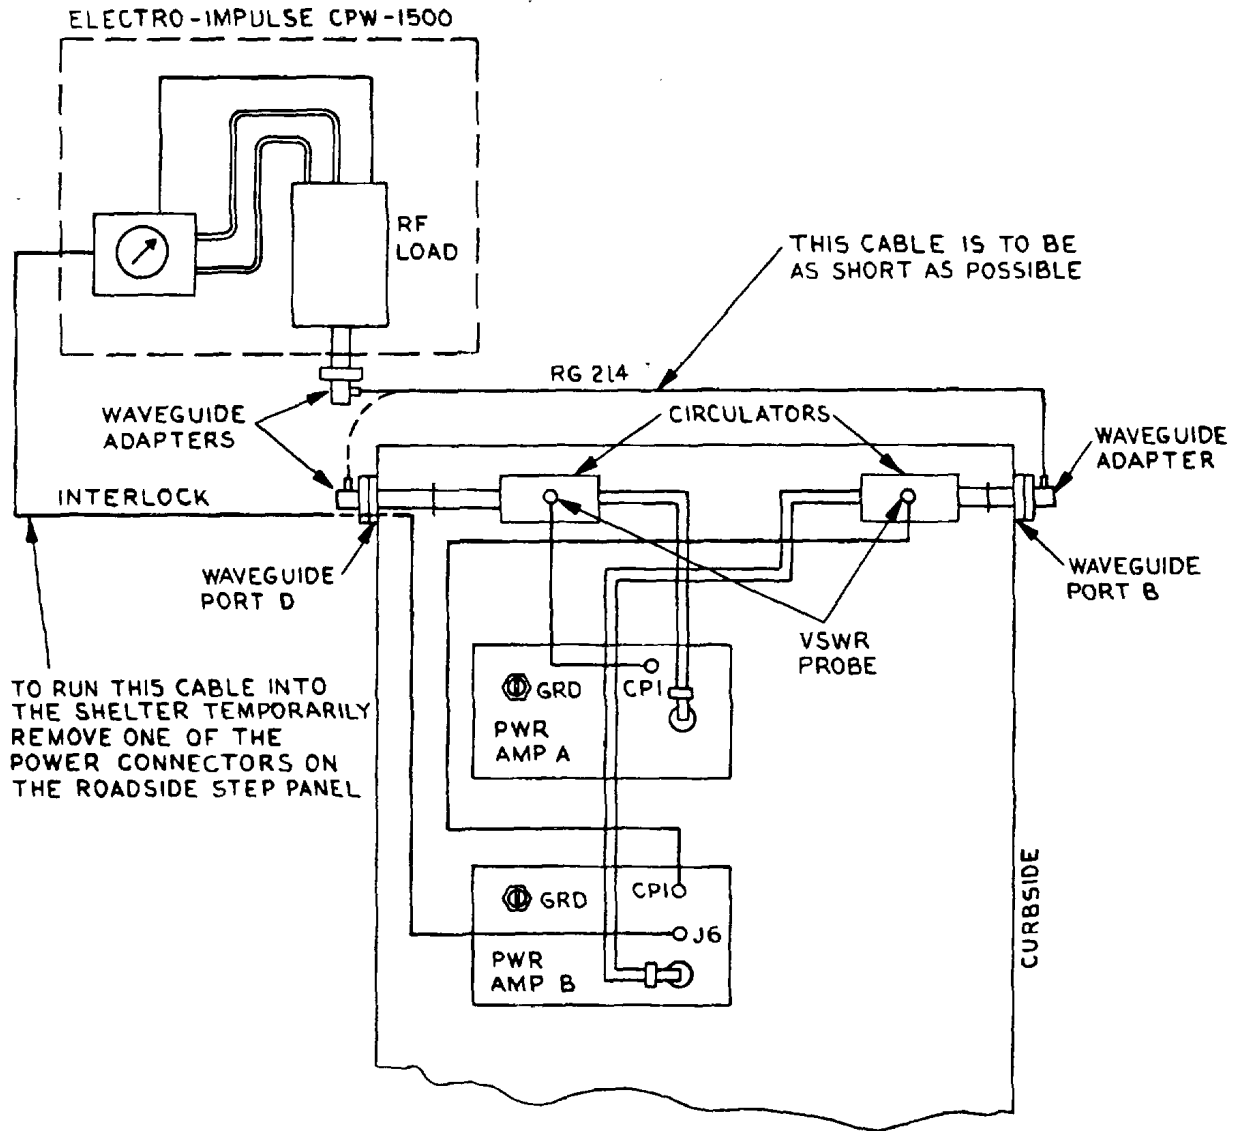 ELECTRO-IMPULSE CPW-1500
RF
LOAD
THIS CABLE IS TO BE
AS SHORT AS POSSIBLE
RG 214
WAVEGUIDE
ADAPTERS
CIRCULATORS
WAVEGUIDE
ADAPTER
INTERLOCK
WAVEGUIDE
PORT D
WAVEGUIDE
PORT B
VSWR
PROBE
TO RUN THIS CABLE INTO
THE SHELTER TEMPORARILY
REMOVE ONE OF THE
POWER CONNECTORS ON
THE ROADSIDE STEP PANEL
GRD
CP1
PWR
AMP A
GRD
CP1
J6
PWR
AMP B
CURBSIDE